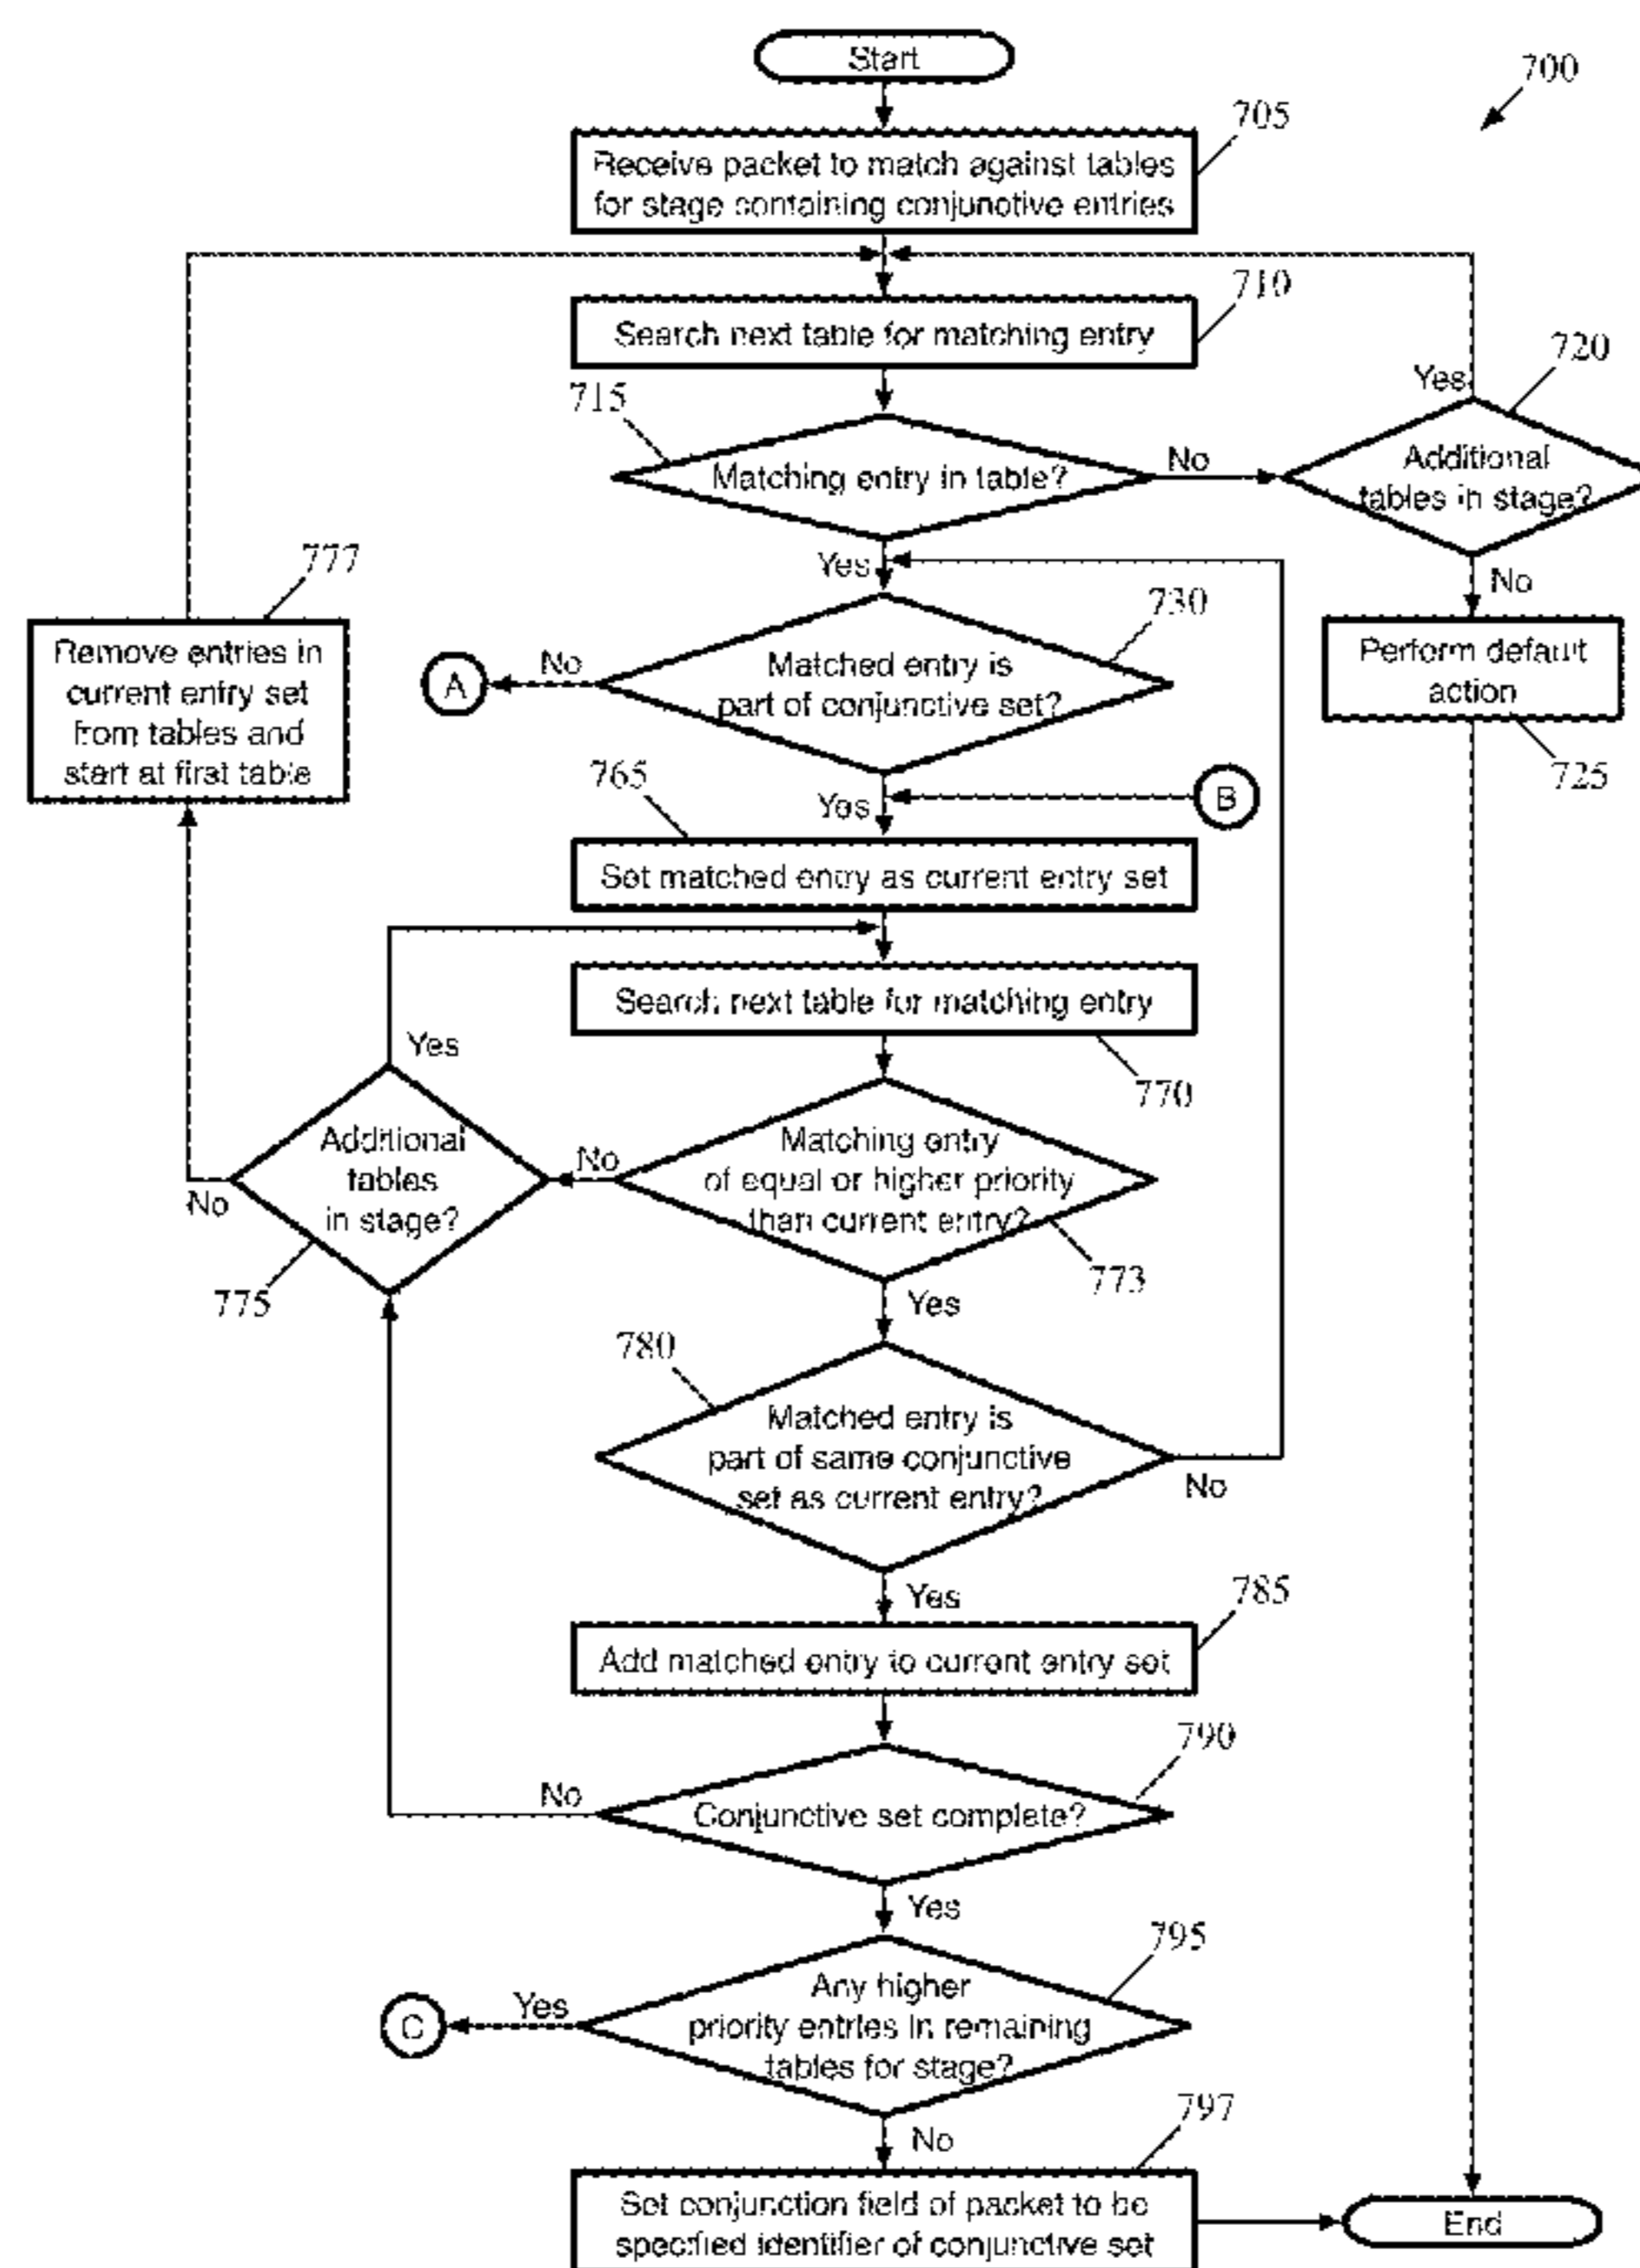 Start
700
705
Receive packet to match against tables
for stage containing conjunctive entries
710
Search next table for matching entry
720
Yes
715
Matching entry in table?
No
Additional
tables in stage?
Yes
No
777
730
Remove entries in
current entry set
from tables and
start at first table
A
No
Matched entry is
part of conjunctive set?
Perform default
action
725
765
Yes
B
Set matched entry as current entry set
Search next table for matching entry
Yes
770
Additional
tables
in stage?
No
No
Matching entry
of equal or higher priority
than current entry?
775
773
Yes
780
Matched entry is
part of same conjunctive
set as current entry?
No
Yes
785
Add matched entry to current entry set
790
No
Conjunctive set complete?
Yes
795
C
Yes
Any higher
priority entries in remaining
tables for stage?
797
No
Set conjunction field of packet to be
specified identifier of conjunctive set
End